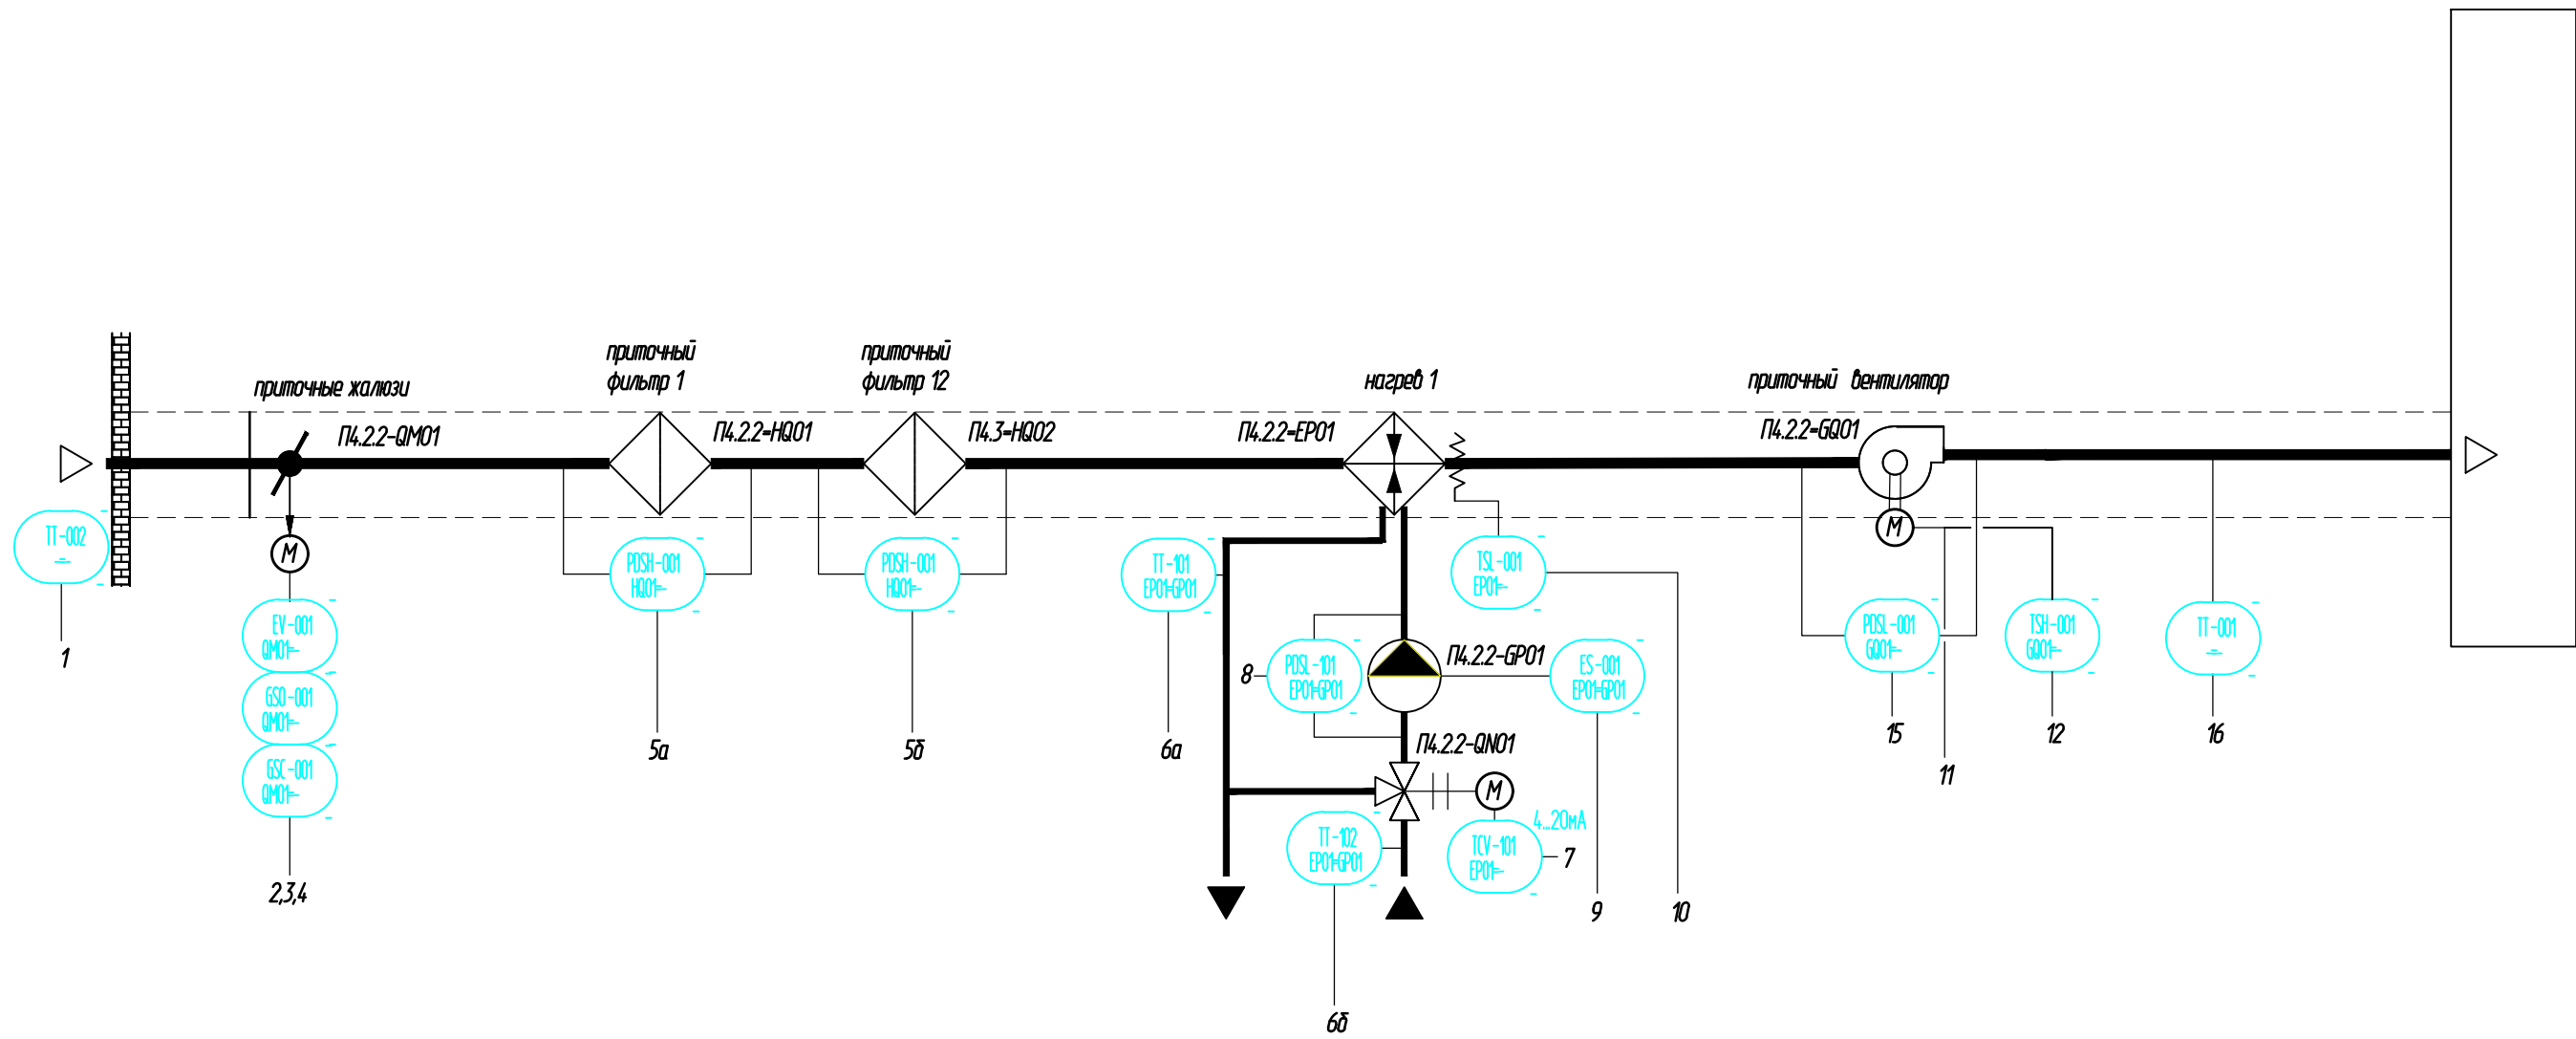 приточные жалюзи
П4.2.2-QM01
приточный
фильтр 1
П4.2.2=HQ01
приточный
фильтр 12
П4.3=HQ02
нагрев 1
П4.2.2=EP01
приточный вентилятор
П4.2.2=GQ01
TT-002
-=-
1
M
EV-001
QM01=-
GSO-001
QM01=-
GSC-001
QM01=-
2,3,4
PDSH-001
HQ01=-
5а
PDSH-001
HQ01=-
5б
TT-101
EP01=GP01
6а
TSL-001
EP01=-
10
8
PDSL-101
EP01=GP01
П4.2.2-GP01
ES-001
EP01=GP01
9
П4.2.2-QN01
M
4...20мА
TCV-101
EP01=-
7
TT-102
EP01=GP01
6б
M
PDSL-001
GQ01=-
15
11
TSH-001
GQ01=-
12
TT-001
-=-
16